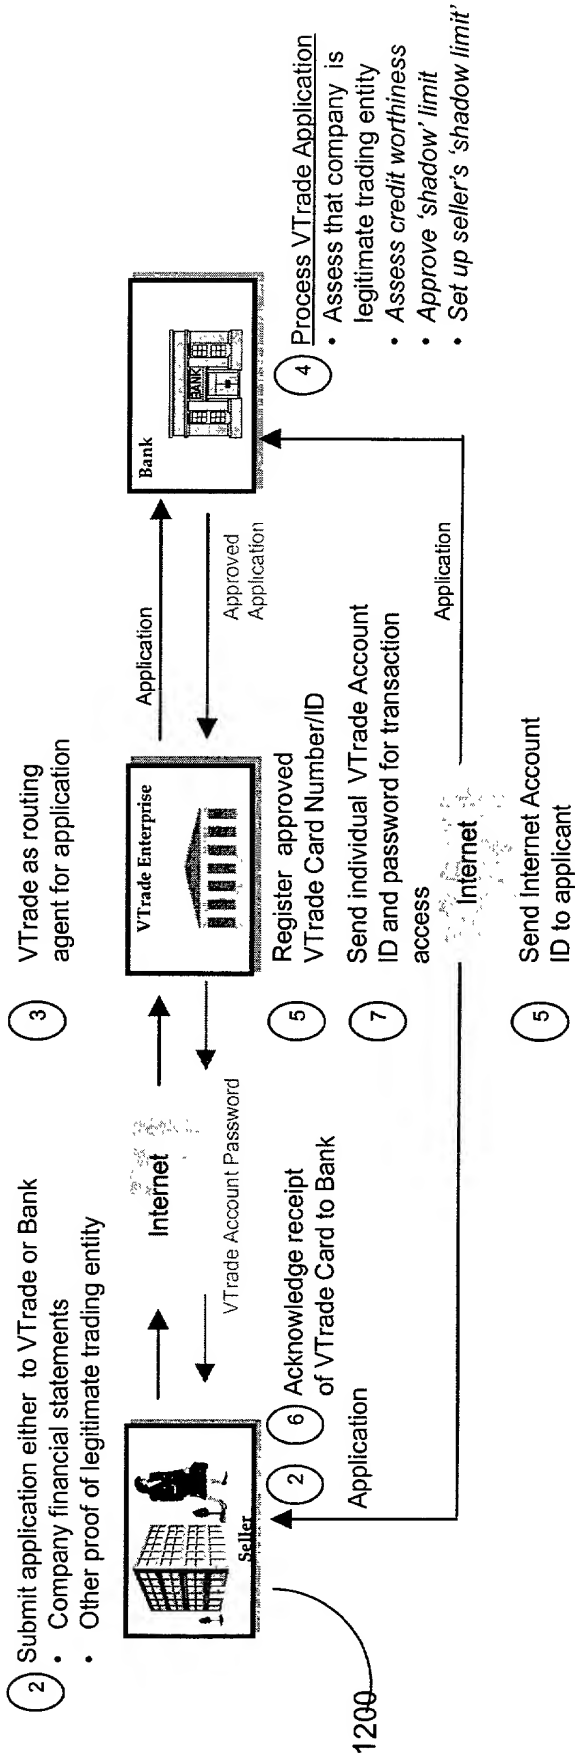 2 Submit application either to VTrade or Bank
• Company financial statements
• Other proof of legitimate trading entity
3 VTrade as routing
agent for application
Seller
Internet
VTrade Account Password
VTrade Enterprise
Application
Approved
Application
Bank
BANK
2
6 Acknowledge receipt
of VTrade Card to Bank
Application
5 Register approved
VTrade Card Number/ID
7 Send individual VTrade Account
ID and password for transaction
access
4 Process VTrade Application
• Assess that company is
legitimate trading entity
• Assess credit worthiness
• Approve 'shadow' limit
• Set up seller's 'shadow limit'
Internet
Application
5 Send Internet Account
ID to applicant
1200